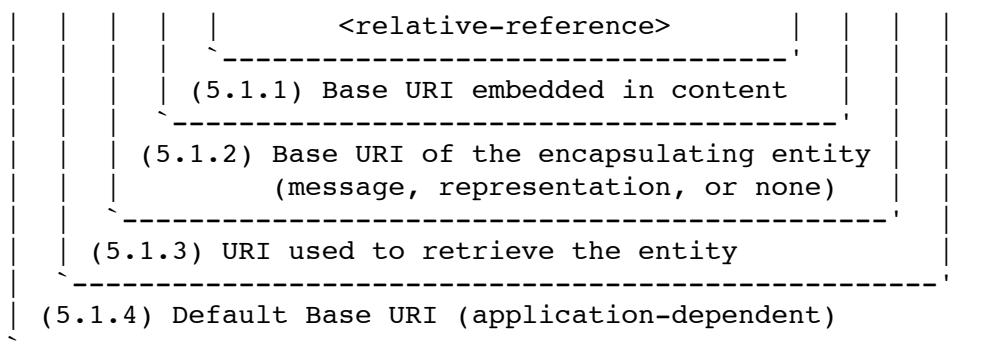 <relative-reference>
(5.1.1) Base URI embedded in content
(5.1.2) Base URI of the encapsulating entity
(message, representation, or none)
(5.1.3) URI used to retrieve the entity
(5.1.4) Default Base URI (application-dependent)